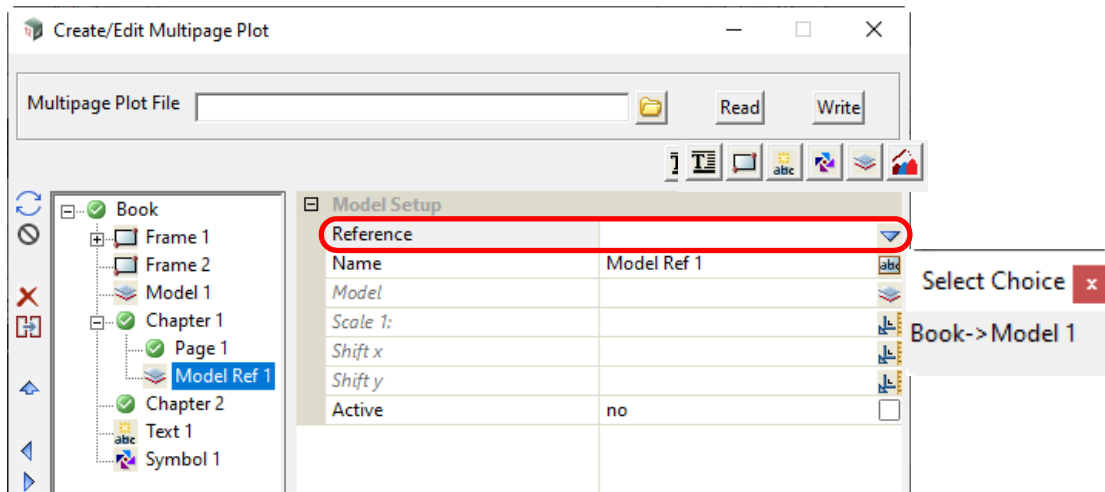 Create/Edit Multipage Plot
Multipage Plot File Read Write
T abc
Book
Frame 1
Frame 2
Model 1
Chapter 1
Page 1
Model Ref 1
Chapter 2
Text 1
Symbol 1
Model Setup
Reference
Name Model Ref 1 abc
Model
Scale 1:
Shift x
Shift y
Active no
Select Choice x
Book->Model 1